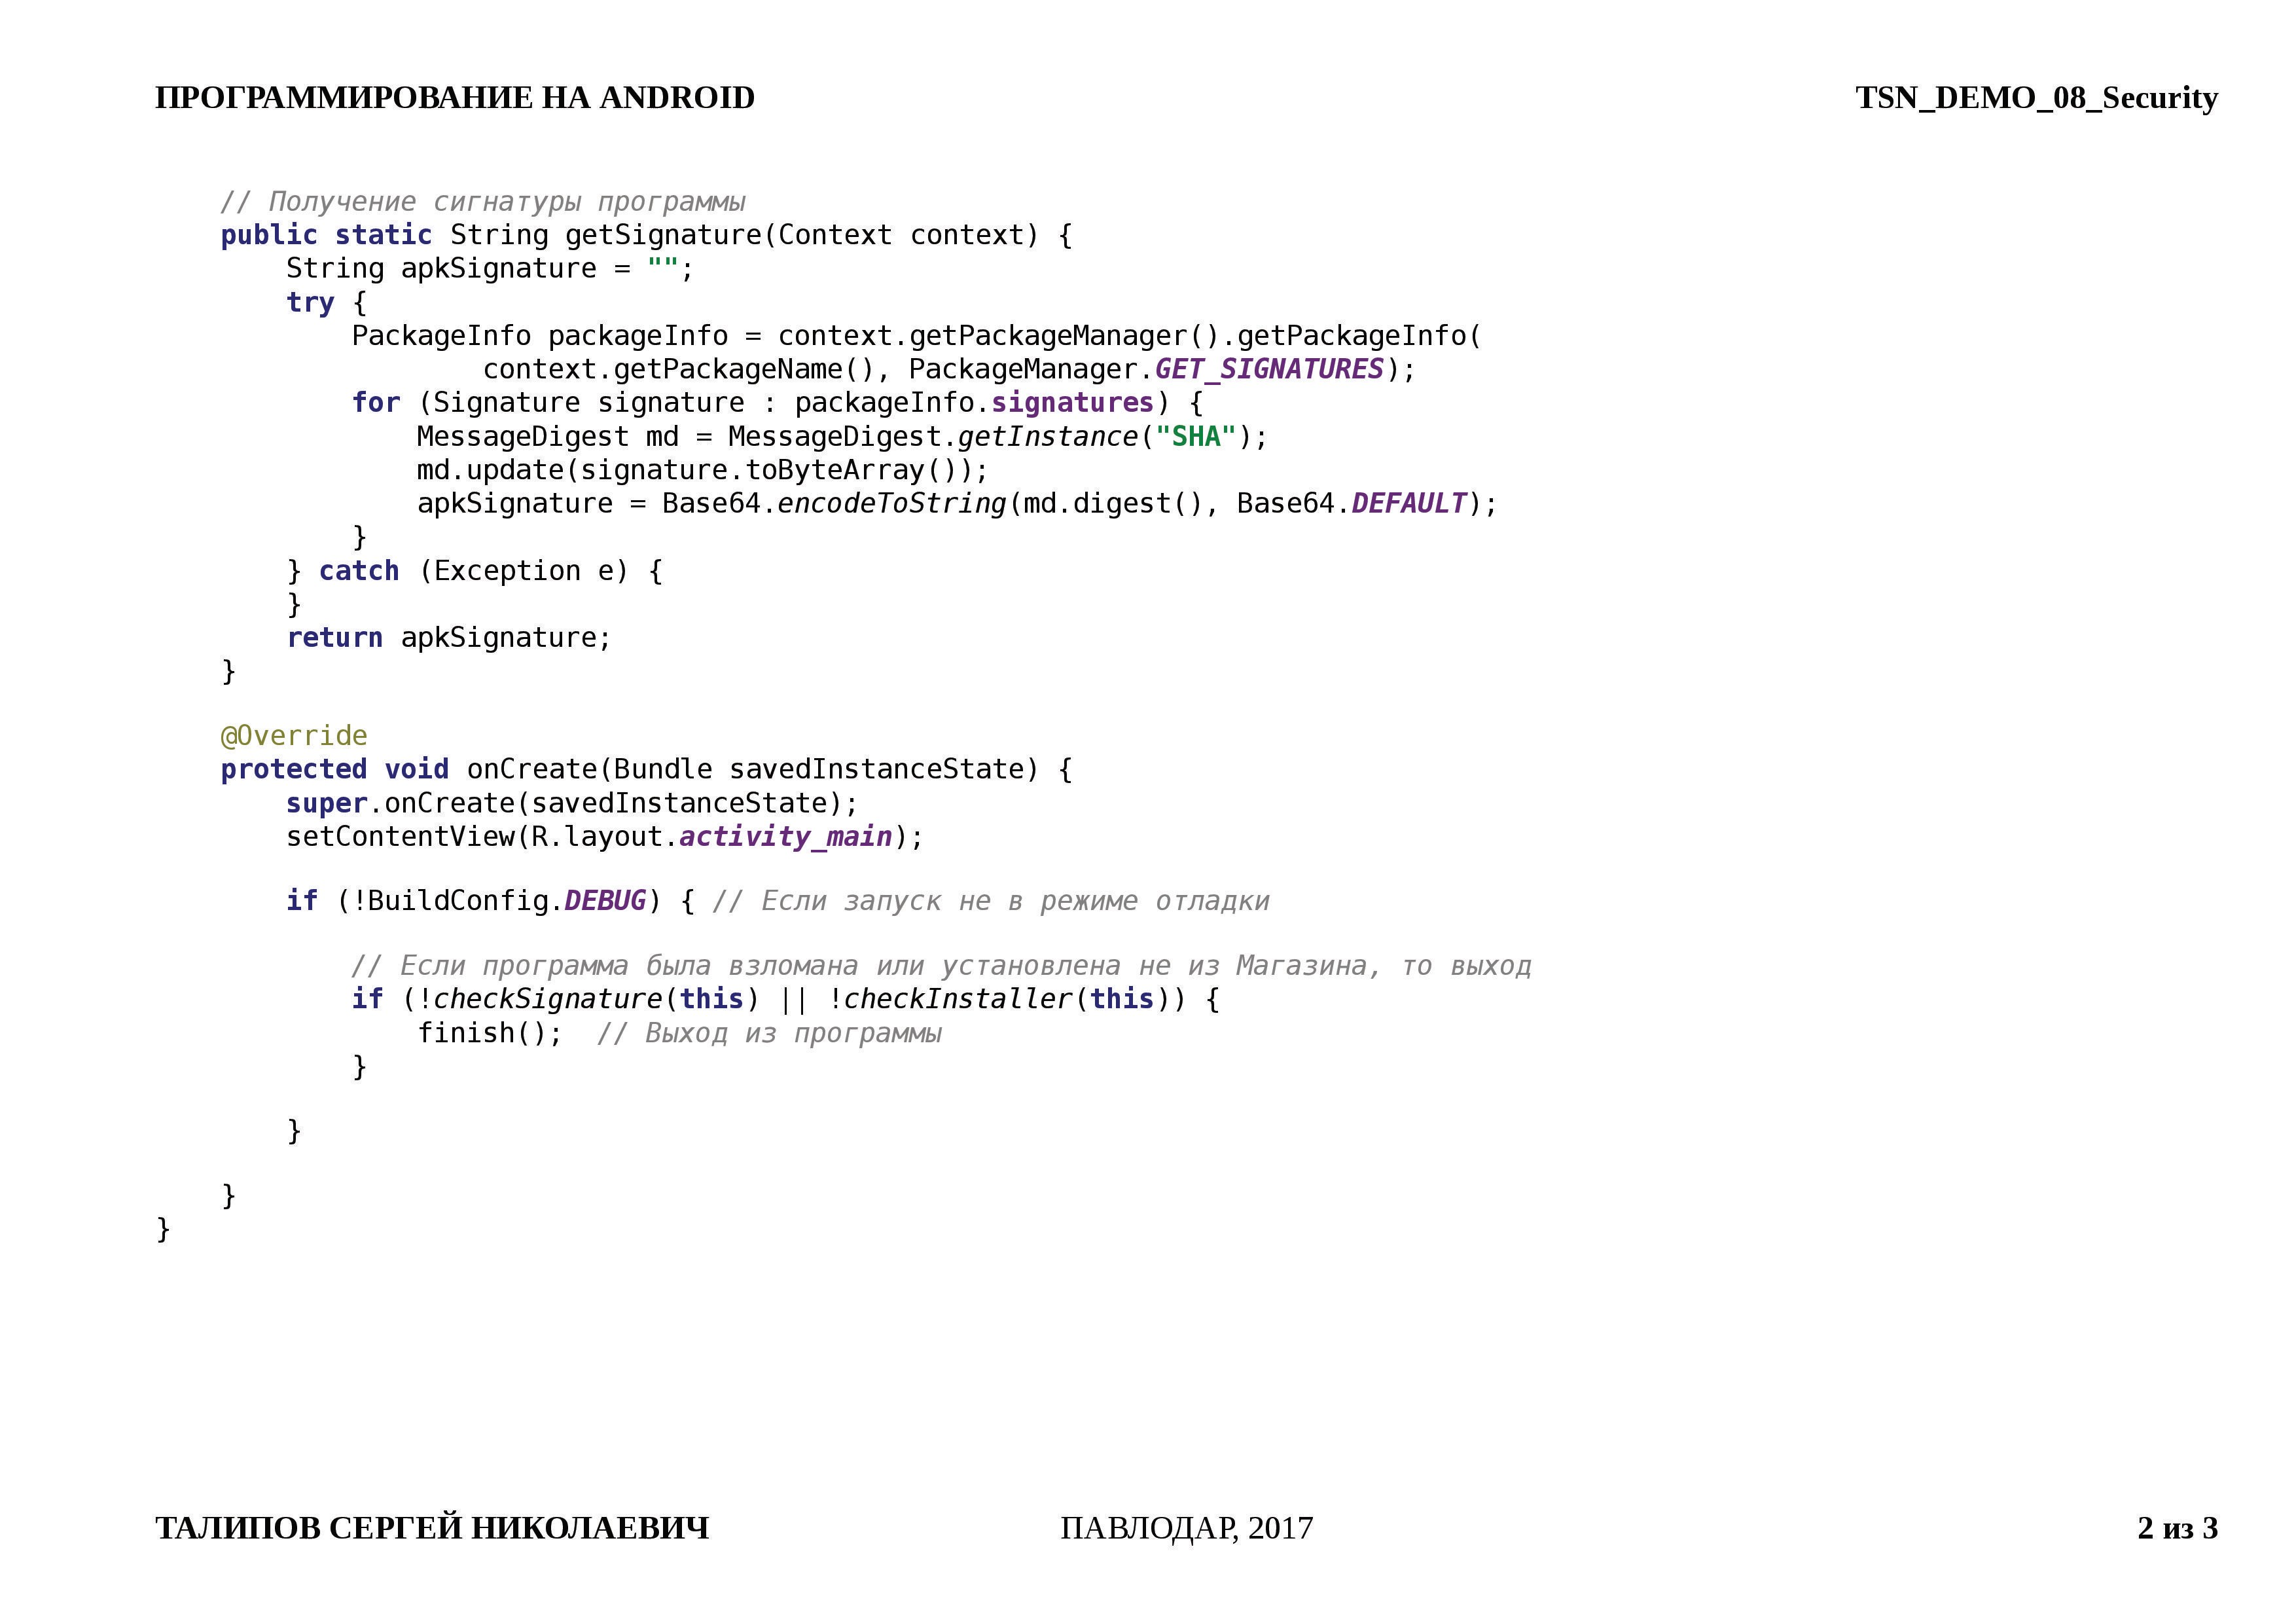 ПРОГРАММИРОВАНИЕ НА ANDROID TSN_DEMO_08_Security
// Получение сигнатуры программы
public static String getSignature(Context context) {
String apkSignature = "";
try {
PackageInfo packageInfo = context.getPackageManager().getPackageInfo(
context.getPackageName(), PackageManager.GET_SIGNATURES);
for (Signature signature : packageInfo.signatures) {
MessageDigest md = MessageDigest.getInstance("SHA");
md.update(signature.toByteArray());
apkSignature = Base64.encodeToString(md.digest(), Base64.DEFAULT);
}
} catch (Exception e) {
}
return apkSignature;
}
@Override
protected void onCreate(Bundle savedInstanceState) {
super.onCreate(savedInstanceState);
setContentView(R.layout.activity_main);
if (!BuildConfig.DEBUG) { // Если запуск не в режиме отладки
// Если программа была взломана или установлена не из Магазина, то выход
if (!checkSignature(this) || !checkInstaller(this)) {
finish();  // Выход из программы
}
}
}
}
ТАЛИПОВ СЕРГЕЙ НИКОЛАЕВИЧ ПАВЛОДАР, 2017 2 из 3